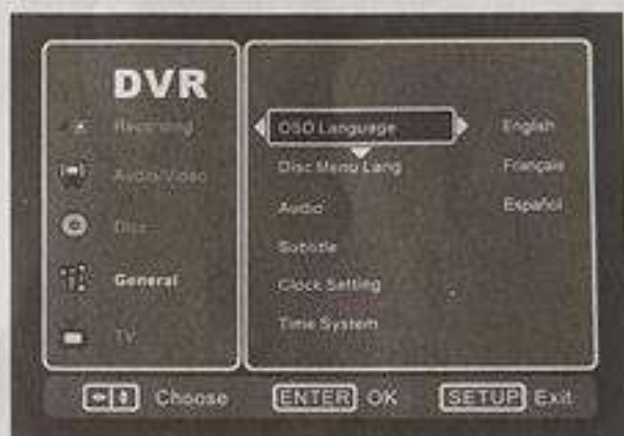 DVR
Recording
Audio/Video
Disc
General
TV
OSD Language
Disc Menu Lang
Audio
Subtitle
Clock Setting
Time System
English
Français
Español
Choose
ENTER OK
SETUP Exit